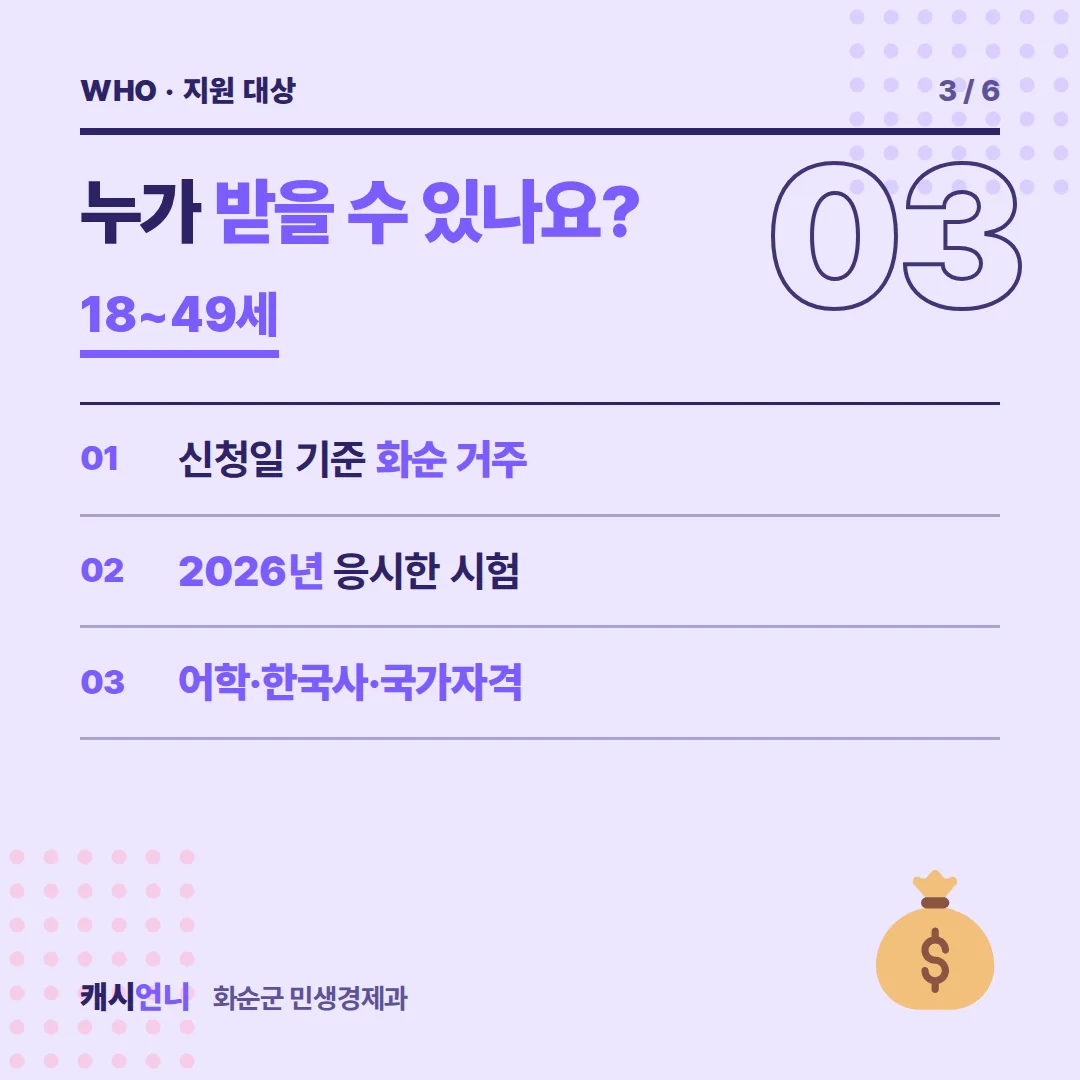 WHO · 지원 대상
3 / 6
누가 받을 수 있나요?
03
18~49세
01 신청일 기준 화순 거주
02 2026년 응시한 시험
03 어학·한국사·국가자격
$
캐시언니 화순군 민생경제과